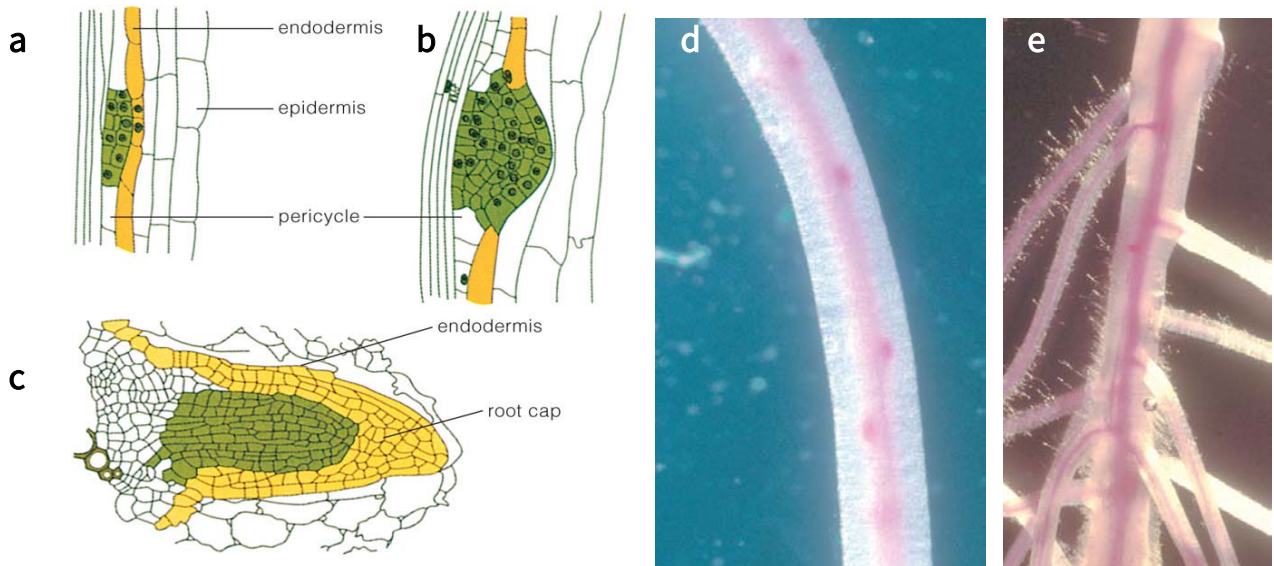 a
endodermis
epidermis
pericycle
b
c
endodermis
root cap
d
e